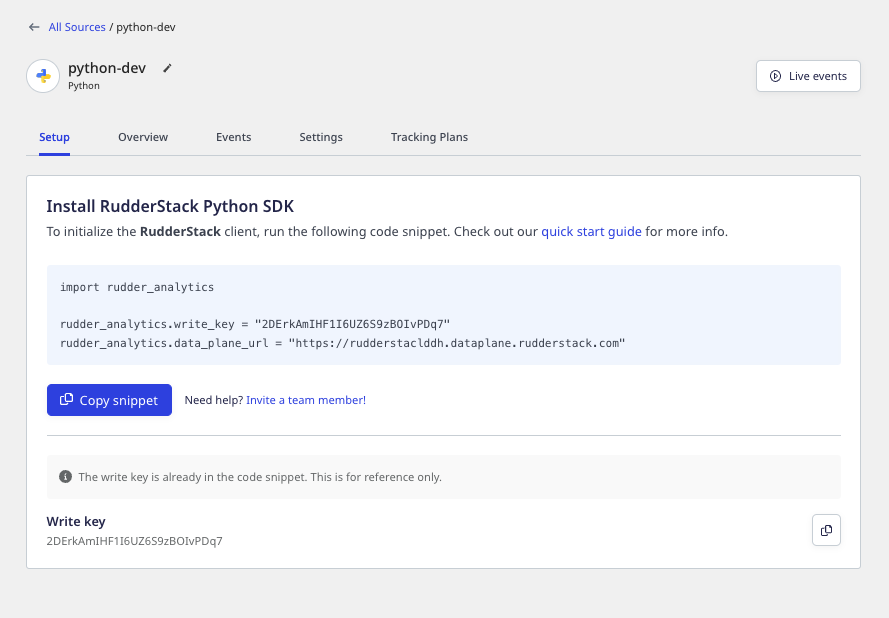 All Sources / python-dev
python-dev
Python
Live events
Setup Overview Events Settings Tracking Plans
Install RudderStack Python SDK
To initialize the RudderStack client, run the following code snippet. Check out our quick start guide for more info.
import rudder_analytics
rudder_analytics.write_key = "2DErkAmIHF1I6UZ6S9zBOIvPDq7"
rudder_analytics.data_plane_url = "https://rudderstaclddh.dataplane.rudderstack.com"
Copy snippet Need help? Invite a team member!
The write key is already in the code snippet. This is for reference only.
Write key
2DErkAmIHF1I6UZ6S9zBOIvPDq7